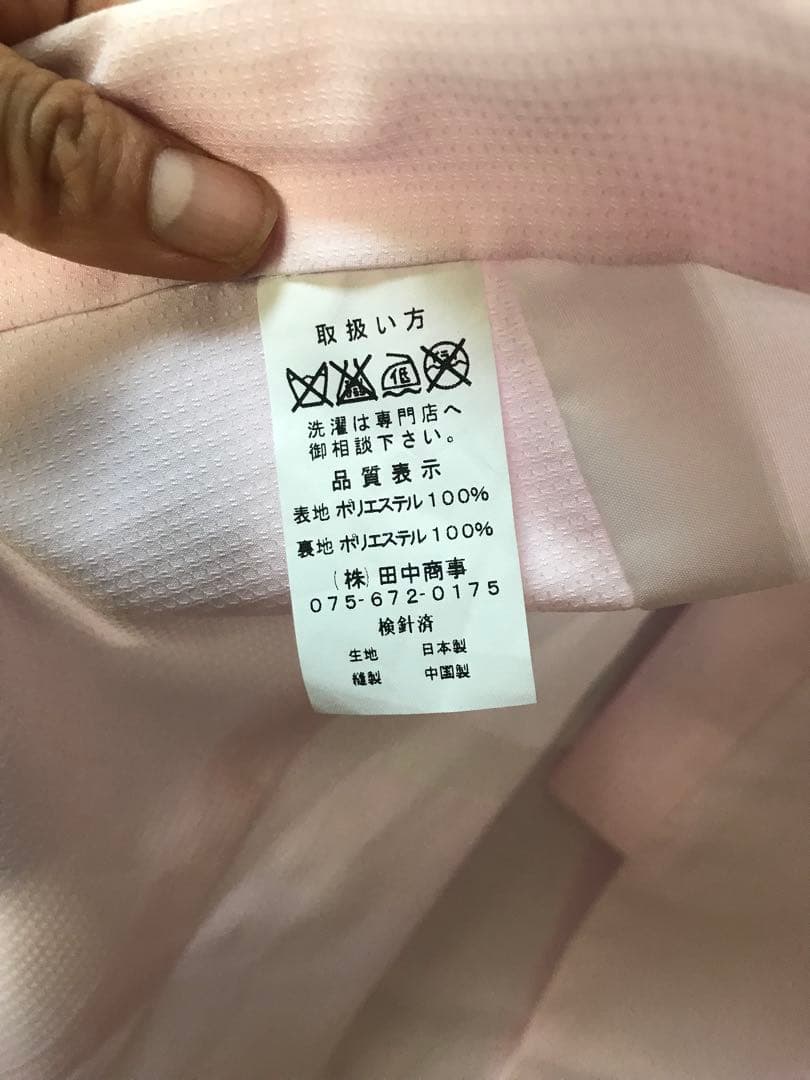 取扱い方
低
洗濯は専門店へ
御相談下さい。
品質表示
表地 ポリエステル100%
裏地 ポリエステル100%
(株)田中商事
075-672-0175
検針済
生地 日本製
縫製 中国製